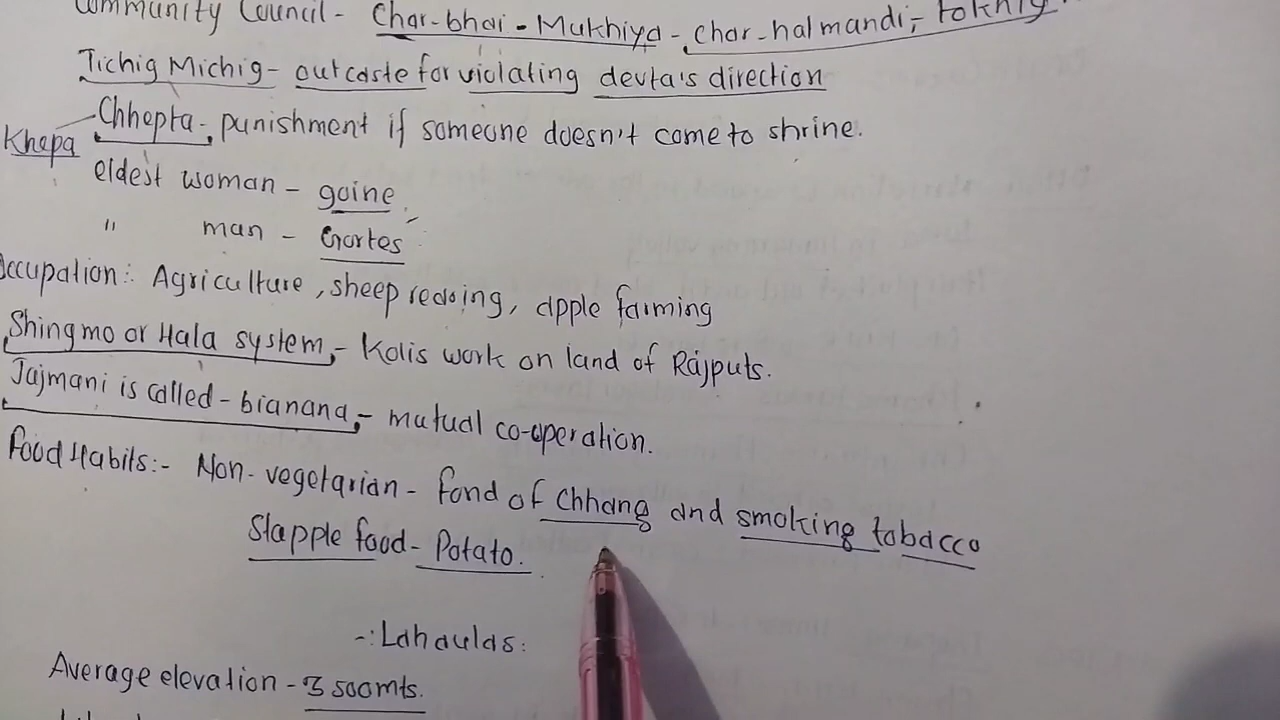 Community Council - Char-bhai - Mukhiya - char-halmandi,
Tichig Michig - outcaste for violating devta's direction
Chhepta - punishment if someone doesn't come to shrine.
Khepa
eldest woman - goine
" man - Gortes
Occupation: Agriculture, sheep rearing, apple farming
Shingmo or Hala system, - Kolis work on land of Rajputs.
Jajmani is called - bianana, - mutual co-operation.
Food Habits:- Non-vegetarian - fond of Chhang and smoking tobacco
Stapple food - Potato.
-:Lahaulas:
Average elevation - 3500mts.